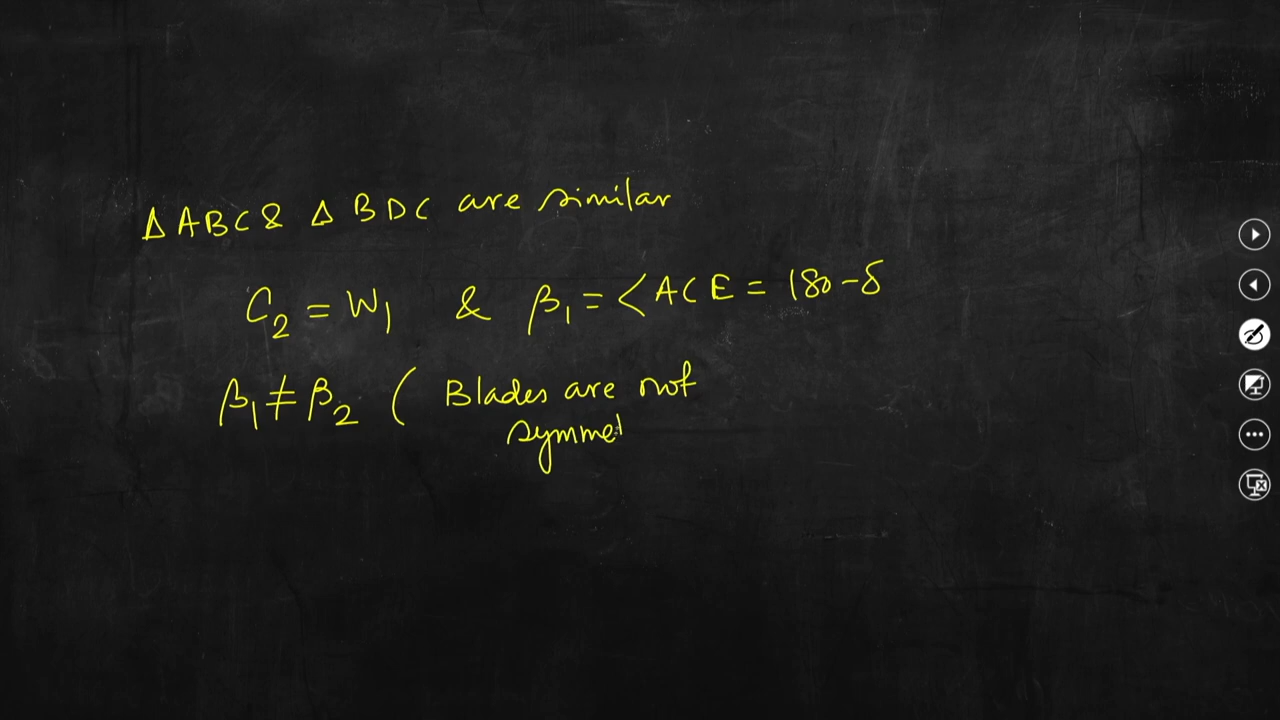 Δ ABC & Δ BDC are similar
C₂ = W₁ & β₁ = <ACE = 180-δ
β₁ ≠ β₂ ( Blades are not
symmet